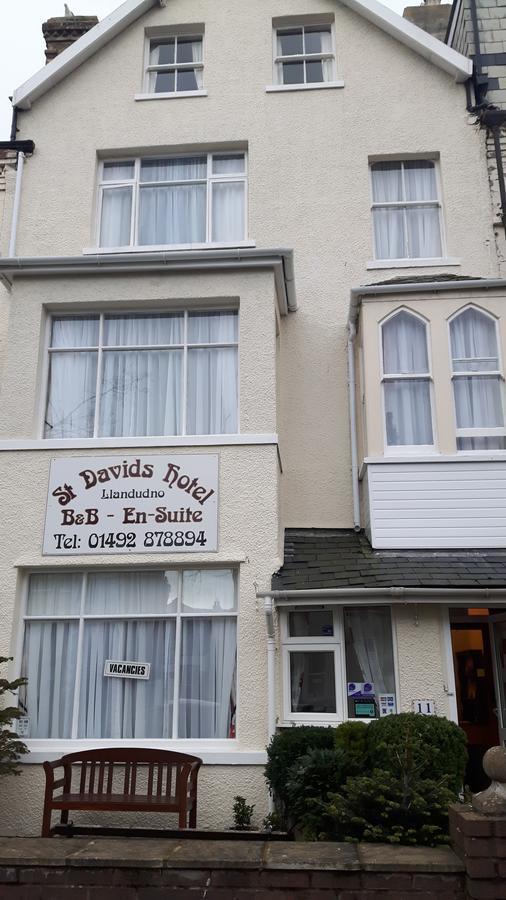 St Davids Hotel
Llandudno
B&B - En-Suite
Tel: 01492 878894
VACANCIES
11